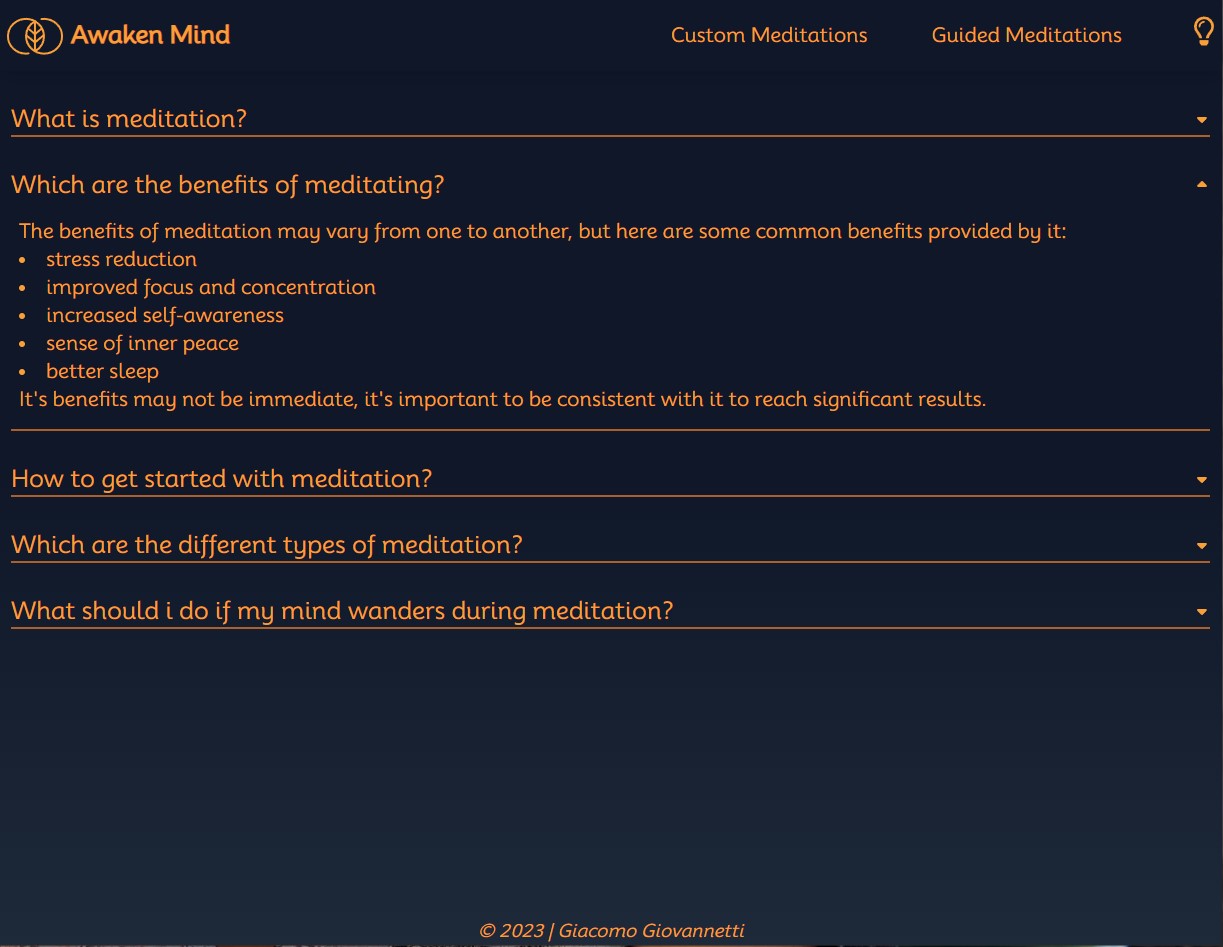 Awaken Mind
Custom Meditations
Guided Meditations
What is meditation?
Which are the benefits of meditating?
The benefits of meditation may vary from one to another, but here are some common benefits provided by it:
• stress reduction
• improved focus and concentration
• increased self-awareness
• sense of inner peace
• better sleep
It's benefits may not be immediate, it's important to be consistent with it to reach significant results.
How to get started with meditation?
Which are the different types of meditation?
What should i do if my mind wanders during meditation?
© 2023 | Giacomo Giovannetti